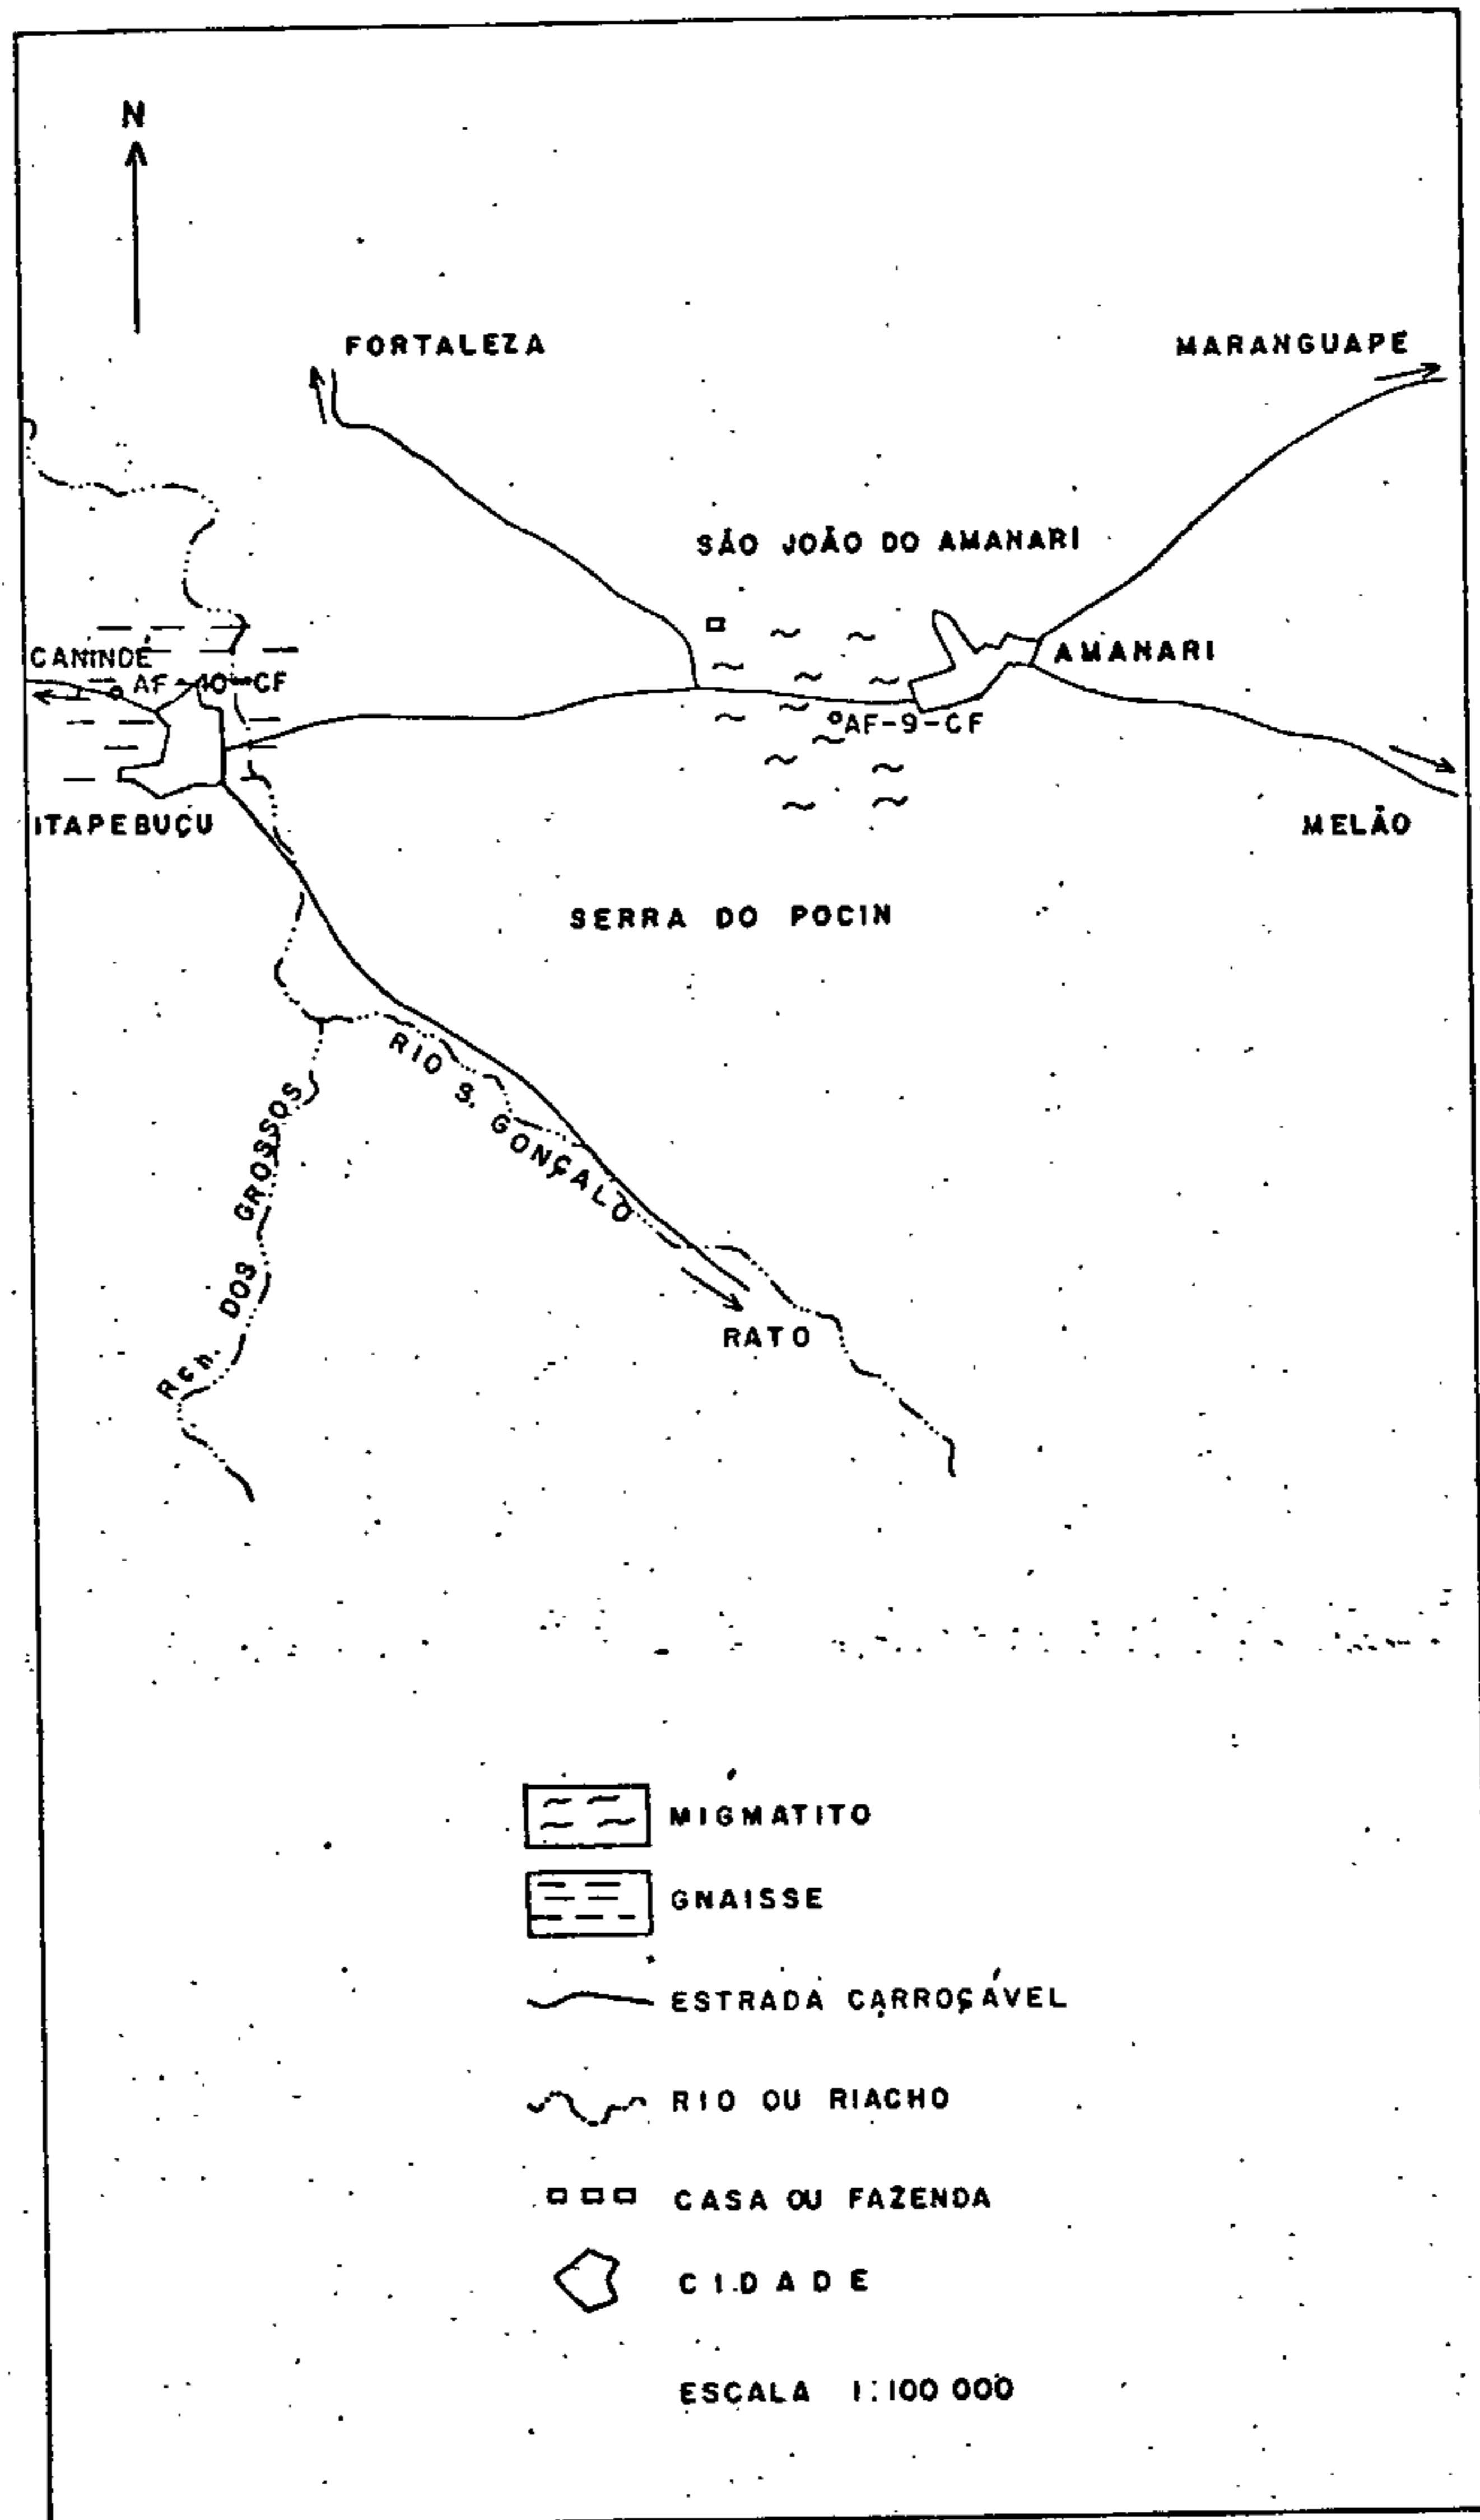 N
FORTALEZA
MARANGUAPE
SÃO JOÃO DO AMANARI
CANINDE
AMANARI
AF-10-CF
AF-9-CF
ITAPEBUÇU
MELÃO
SERRA DO POCIN
RIO S. GONÇALO
Rch. DOS GROSSOS
RATO
MIGMATITO
GNAISSE
ESTRADA CARROÇÁVEL
RIO OU RIACHO
CASA OU FAZENDA
CIDADE
ESCALA 1:100 000